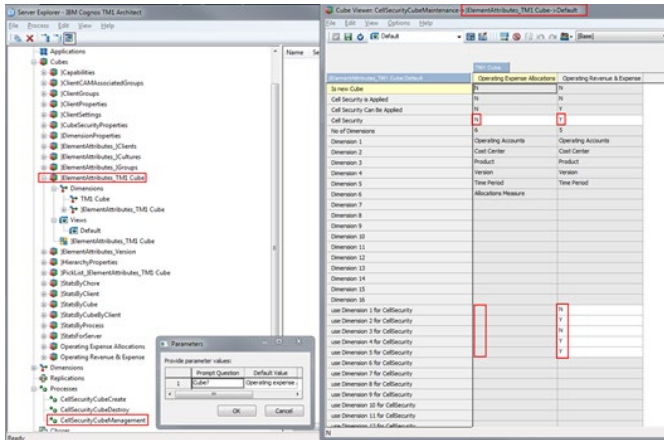 Server Explorer - IBM Cognos TM1 Architect
File Process Edit View Help
Applications
Cubes
}Capabilities
}ClientCAMAssociatedGroups
}ClientGroups
}ClientProperties
}ClientSettings
}CubeSecurityProperties
}DimensionProperties
}ElementAttributes_}Clients
}ElementAttributes_}Cultures
}ElementAttributes_}Groups
}ElementAttributes_TM1 Cube
Dimensions
TM1 Cube
}ElementAttributes_TM1 Cube
Views
Default
}ElementAttributes_TM1 Cube
}ElementAttributes_Version
}HierarchyProperties
}PickList_}ElementAttributes_TM1 Cube
}StatsByChore
}StatsByClient
}StatsByCube
}StatsByCubeByClient
}StatsByProcess
}StatsForServer
Operating Expense Allocations
Operating Revenue & Expense
Dimensions
Replications
Processes
CellSecurityCubeCreate
CellSecurityCubeDestroy
CellSecurityCubeManagement
Chores
Ready
Name
Parameters
Provide parameter values:
Prompt Question Default Value
1 Cube? Operating expense
OK Cancel
Cube Viewer: CellSecurityCubeMaintenance->}ElementAttributes_TM1 Cube->Default
File Edit View Options Help
Default
[Base]
TM1 Cube
}ElementAttributes_TM1 Cube:Default Operating Expense Allocations Operating Revenue & Expense
Is new Cube N N
Cell Security is Applied N N
Cell Security Can Be Applied N Y
Cell Security N Y
No of Dimensions 6 5
Dimension 1 Operating Accounts Operating Accounts
Dimension 2 Cost Center Cost Center
Dimension 3 Product Product
Dimension 4 Version Version
Dimension 5 Time Period Time Period
Dimension 6 Allocations Measure
Dimension 7
Dimension 8
Dimension 9
Dimension 10
Dimension 11
Dimension 12
Dimension 13
Dimension 14
Dimension 15
Dimension 16
use Dimension 1 for CellSecurity N
use Dimension 2 for CellSecurity Y
use Dimension 3 for CellSecurity N
use Dimension 4 for CellSecurity Y
use Dimension 5 for CellSecurity Y
use Dimension 6 for CellSecurity
use Dimension 7 for CellSecurity
use Dimension 8 for CellSecurity
use Dimension 9 for CellSecurity
use Dimension 10 for CellSecurity
use Dimension 11 for CellSecurity
use Dimension 12 for CellSecurity
N